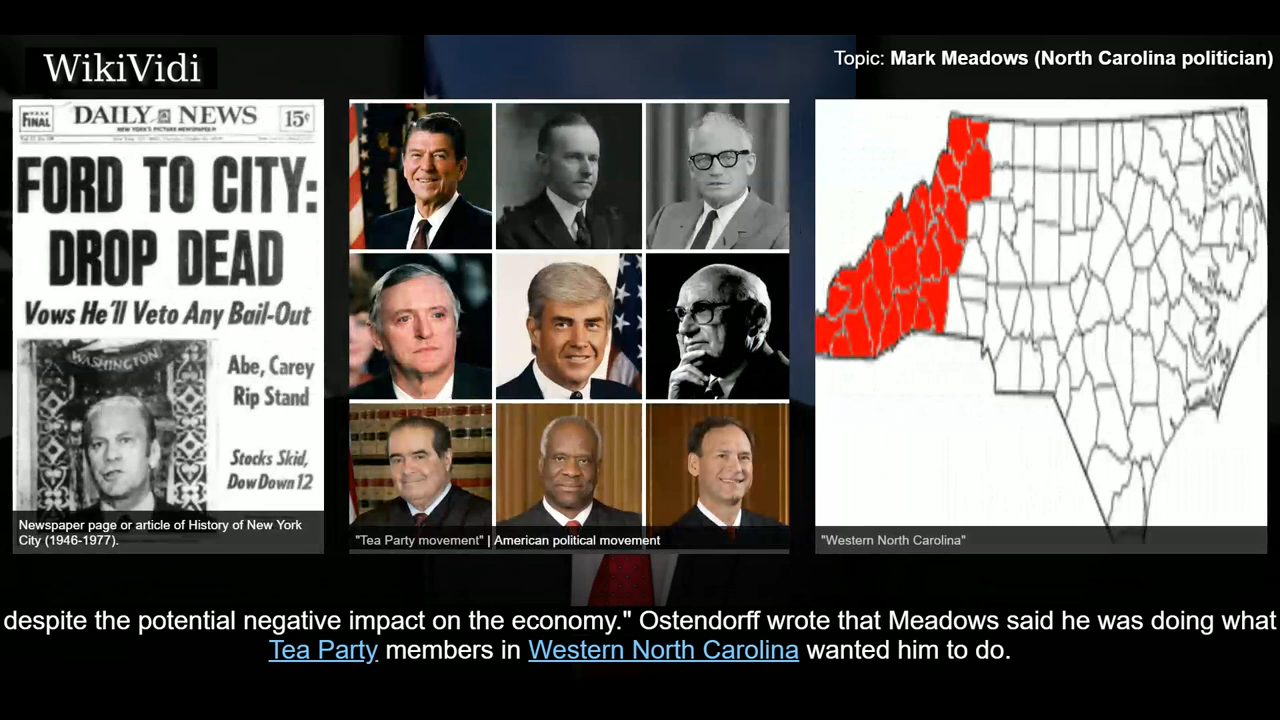 WikiVidi
Topic: Mark Meadows (North Carolina politician)
FINAL
DAILY NEWS
NEW YORK'S PICTURE NEWSPAPER
15¢
FORD TO CITY:
DROP DEAD
Vows He'll Veto Any Bail-Out
WASHINGTON
Abe, Carey
Rip Stand
Stocks Skid,
Dow Down 12
Newspaper page or article of History of New York
City (1946-1977).
"Tea Party movement" | American political movement
"Western North Carolina"
despite the potential negative impact on the economy." Ostendorff wrote that Meadows said he was doing what
Tea Party members in Western North Carolina wanted him to do.